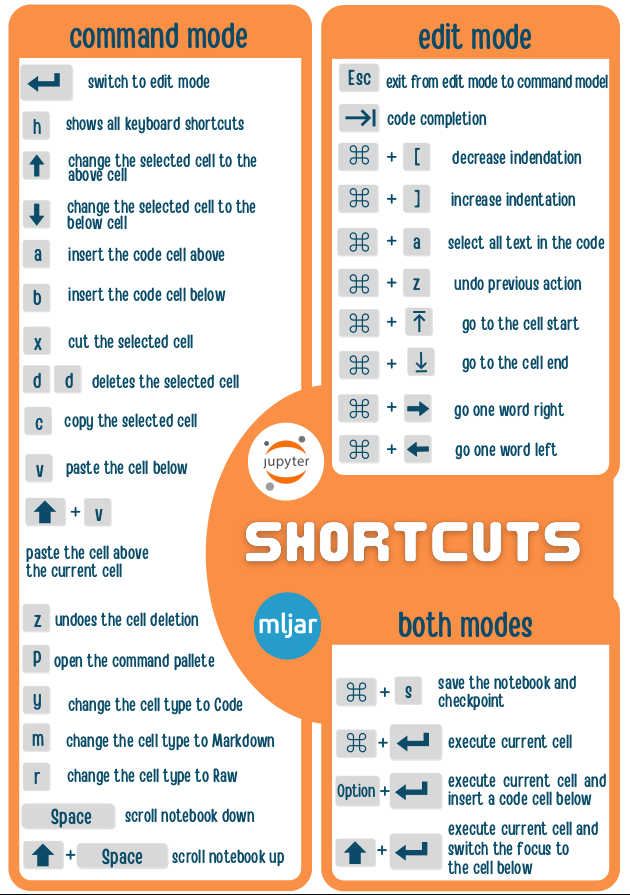 command mode
switch to edit mode
h shows all keyboard shortcuts
change the selected cell to the
above cell
change the selected cell to the
below cell
a insert the code cell above
b insert the code cell below
x cut the selected cell
d d deletes the selected cell
c copy the selected cell
v paste the cell below
+ v
paste the cell above
the current cell
z undoes the cell deletion
p open the command pallete
y change the cell type to Code
m change the cell type to Markdown
r change the cell type to Raw
Space scroll notebook down
+ Space scroll notebook up
edit mode
Esc exit from edit mode to command mode!
code completion
⌘ + [ decrease indendation
⌘ + ] increase indentation
⌘ + a select all text in the code
⌘ + z undo previous action
⌘ + go to the cell start
⌘ + go to the cell end
⌘ + go one word right
⌘ + go one word left
jupyter
SHORTCUTS
mljar
both modes
⌘ + s save the notebook and
checkpoint
⌘ + execute current cell
Option + execute current cell and
insert a code cell below
+ execute current cell and
switch the focus to
the cell below